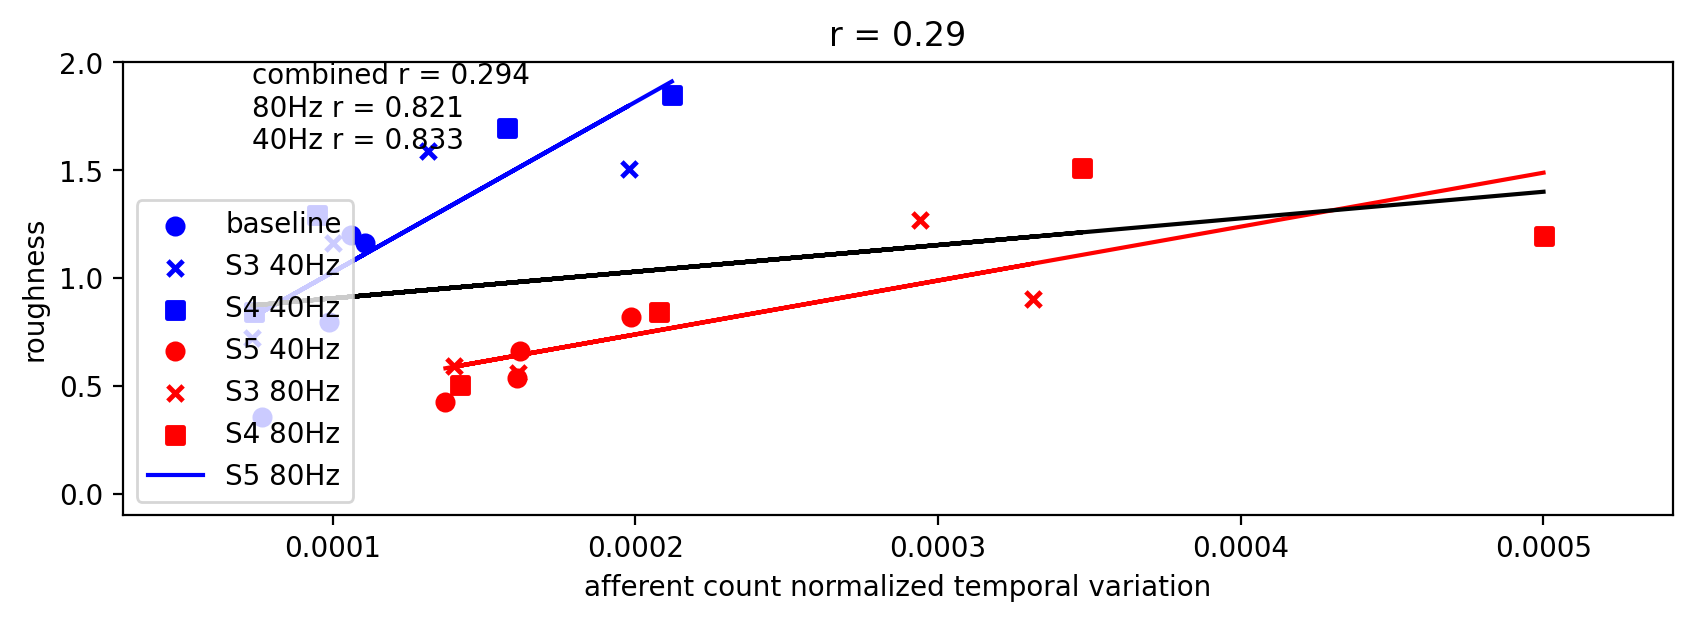 r = 0.29
combined r = 0.294
80Hz r = 0.821
40Hz r = 0.833
roughness
2.0
1.5
1.0
0.5
0.0
baseline
S3 40Hz
S4 40Hz
S5 40Hz
S3 80Hz
S4 80Hz
S5 80Hz
0.0001 0.0002 0.0003 0.0004 0.0005
afferent count normalized temporal variation